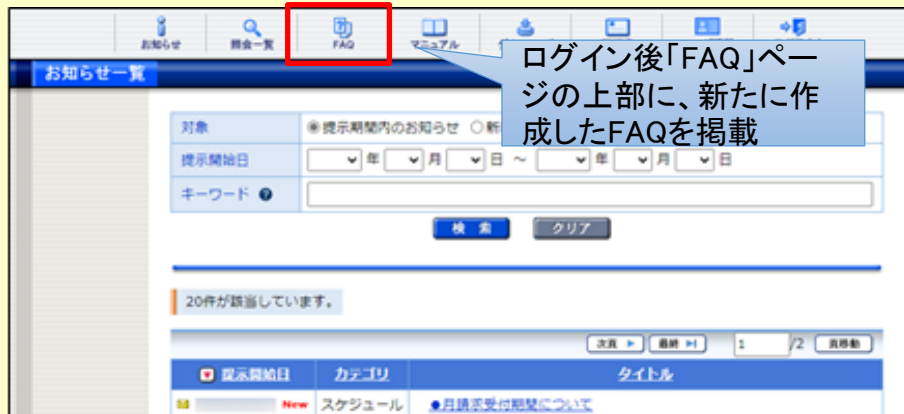 お知らせ 照会一覧 FAQ マニュアル
ログイン後「FAQ」ペー
ジの上部に、新たに作
成したFAQを掲載
お知らせ一覧
対象 提示期間内のお知らせ 新
提示開始日 年 月 日 ～ 年 月 日
キーワード ?
検 索 クリア
20件が該当しています。
次頁 最終 1 /2 頁移動
提示開始日 カテゴリ タイトル
New スケジュール ●月請求受付期間について